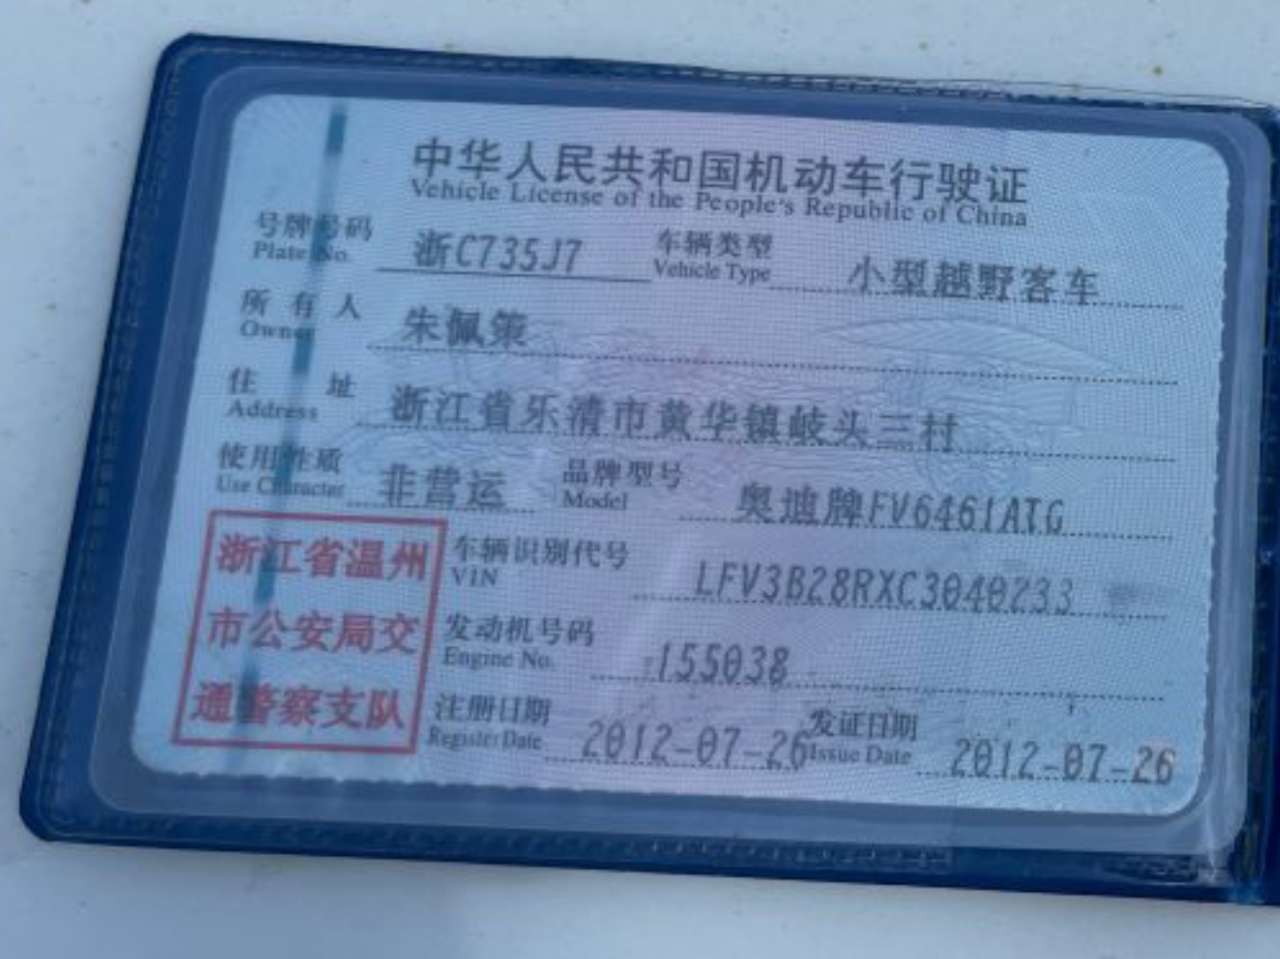 中华人民共和国机动车行驶证
Vehicle License of the People's Republic of China
号牌号码 浙C735J7 车辆类型 小型越野客车
Plate No. Vehicle Type
所有人 朱佩策
Owner
住址 浙江省乐清市黄华镇岐头三村
Address
使用性质 非营运 品牌型号 奥迪牌FV6461ATG
Use Character Model
浙江省温州 车辆识别代号 LFV3B28RXC3040233
VIN
市公安局交 发动机号码 155038
Engine No.
通警察支队 注册日期 2012-07-26 发证日期 2012-07-26
Register Date Issue Date